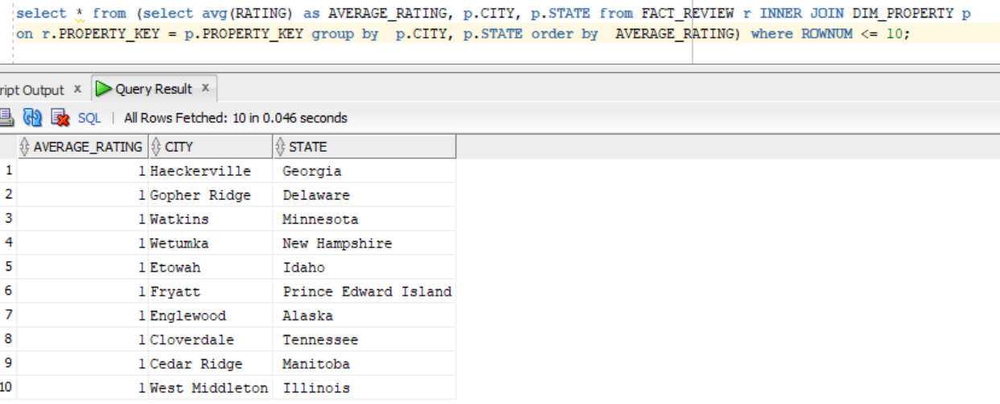 select * from (select avg(RATING) as AVERAGE_RATING, p.CITY, p.STATE from FACT_REVIEW r INNER JOIN DIM_PROPERTY p
on r.PROPERTY_KEY = p.PROPERTY_KEY group by  p.CITY, p.STATE order by  AVERAGE_RATING) where ROWNUM <= 10;
ript Output x Query Result x
SQL | All Rows Fetched: 10 in 0.046 seconds
AVERAGE_RATING CITY STATE
1 1 Haeckerville Georgia
2 1 Gopher Ridge Delaware
3 1 Watkins Minnesota
4 1 Wetumka New Hampshire
5 1 Etowah Idaho
6 1 Fryatt Prince Edward Island
7 1 Englewood Alaska
8 1 Cloverdale Tennessee
9 1 Cedar Ridge Manitoba
10 1 West Middleton Illinois